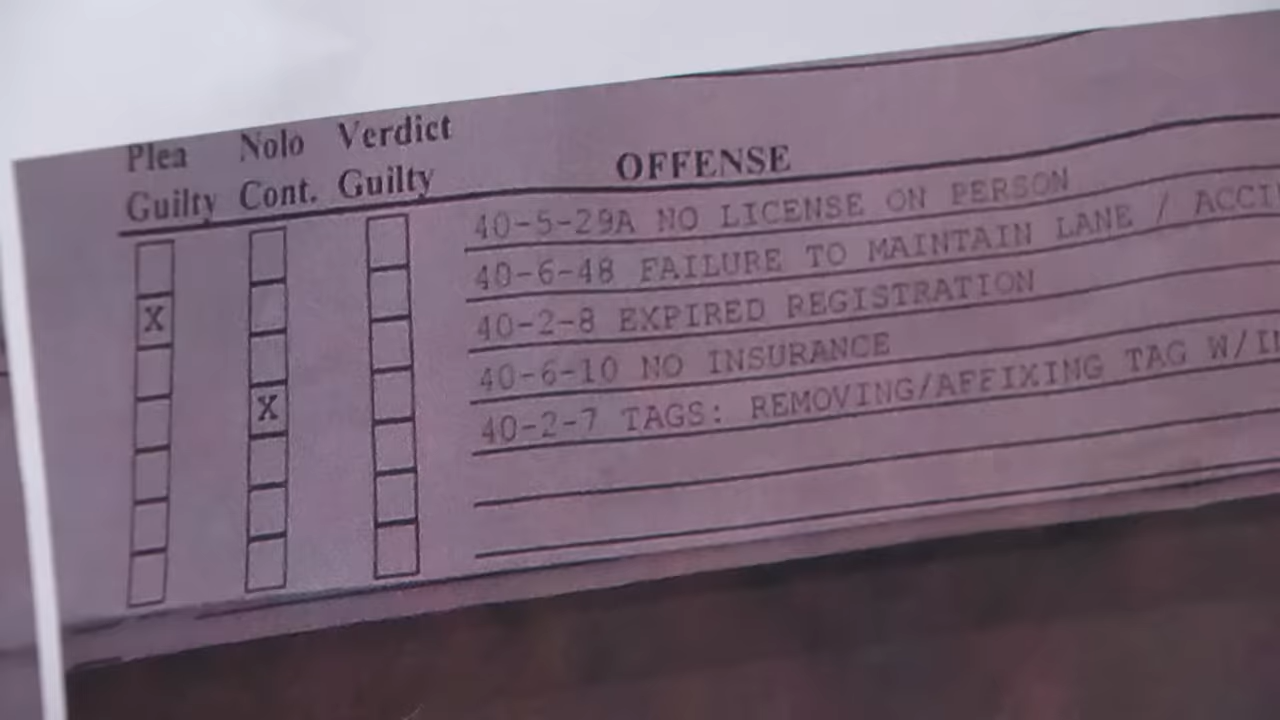 Plea Nolo Verdict
Guilty Cont. Guilty OFFENSE
40-5-29A NO LICENSE ON PERSON
X 40-6-48 FAILURE TO MAINTAIN LANE / ACCI
40-2-8 EXPIRED REGISTRATION
X 40-6-10 NO INSURANCE
40-2-7 TAGS: REMOVING/AFFIXING TAG W/IN